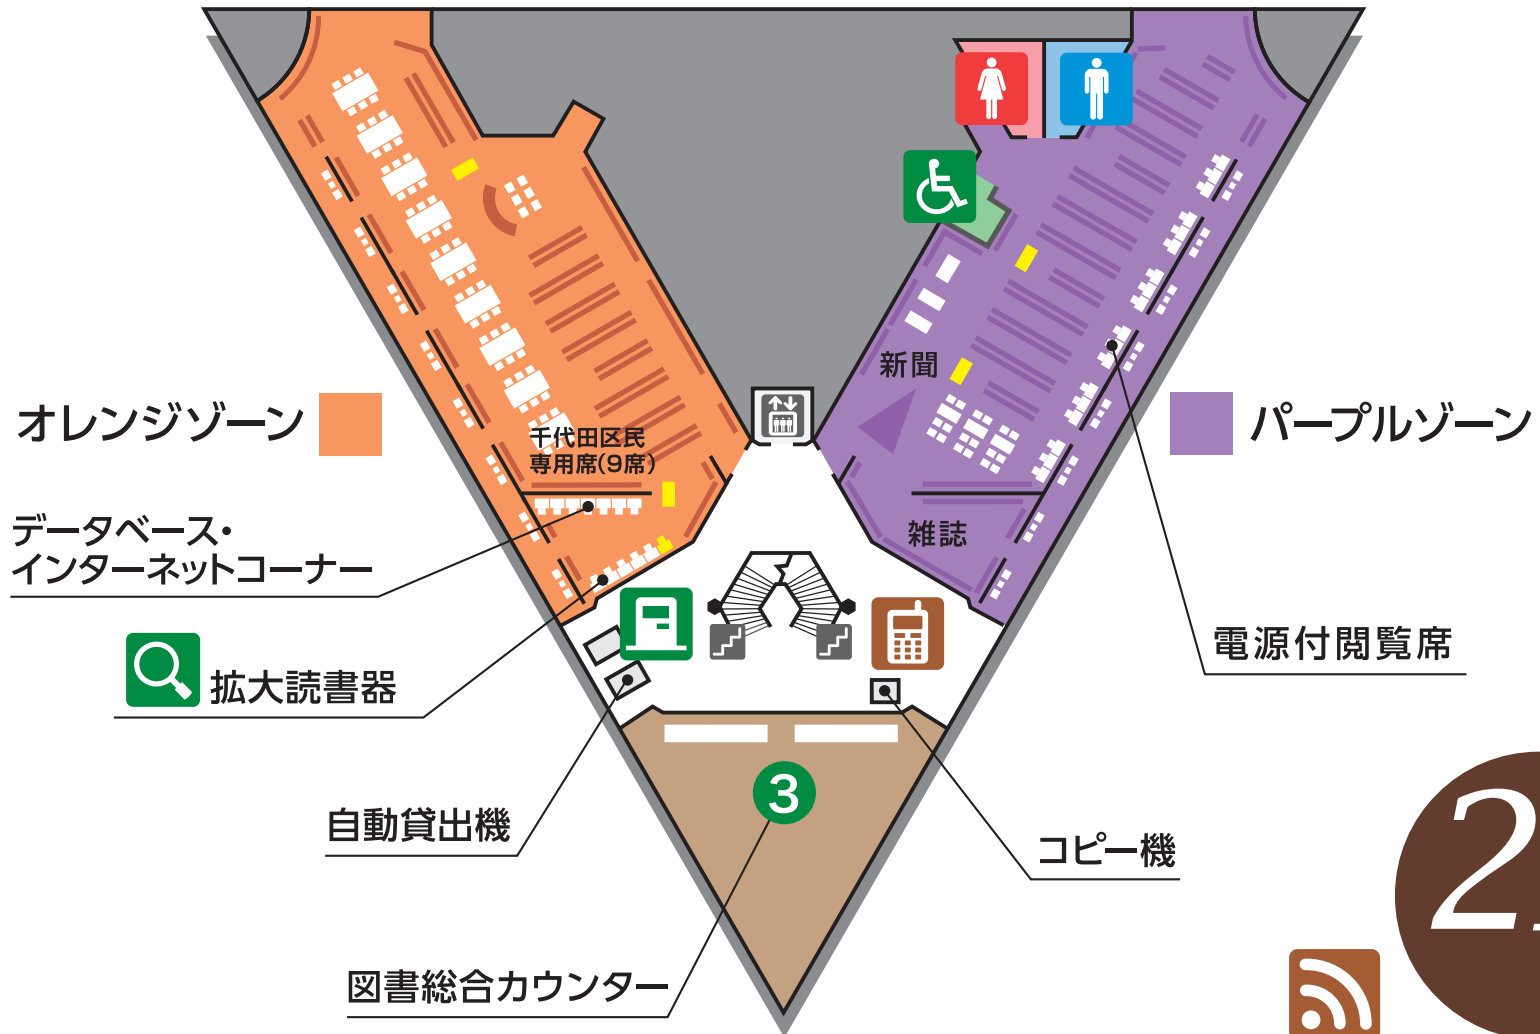 新聞
オレンジゾーン
パープルゾーン
千代田区民
専用席(9席)
データベース・
インターネットコーナー
雑誌
電源付閲覧席
拡大読書器
自動貸出機
3
コピー機
図書総合カウンター
2